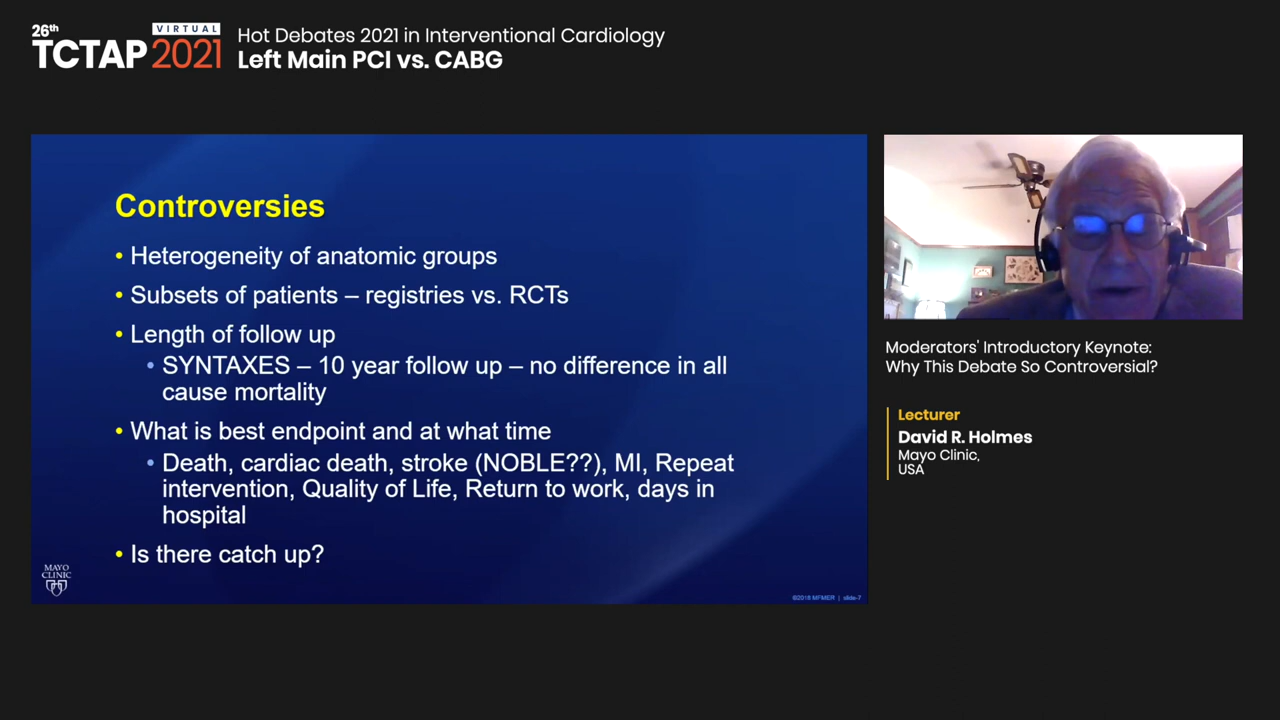 26th
VIRTUAL
TCTAP 2021
Hot Debates 2021 in Interventional Cardiology
Left Main PCI vs. CABG
Controversies
• Heterogeneity of anatomic groups
• Subsets of patients – registries vs. RCTs
• Length of follow up
• SYNTAXES – 10 year follow up – no difference in all
cause mortality
• What is best endpoint and at what time
• Death, cardiac death, stroke (NOBLE??), MI, Repeat
intervention, Quality of Life, Return to work, days in
hospital
• Is there catch up?
MAYO
CLINIC
©2018 MFMER | slide-7
Moderators' Introductory Keynote:
Why This Debate So Controversial?
Lecturer
David R. Holmes
Mayo Clinic,
USA